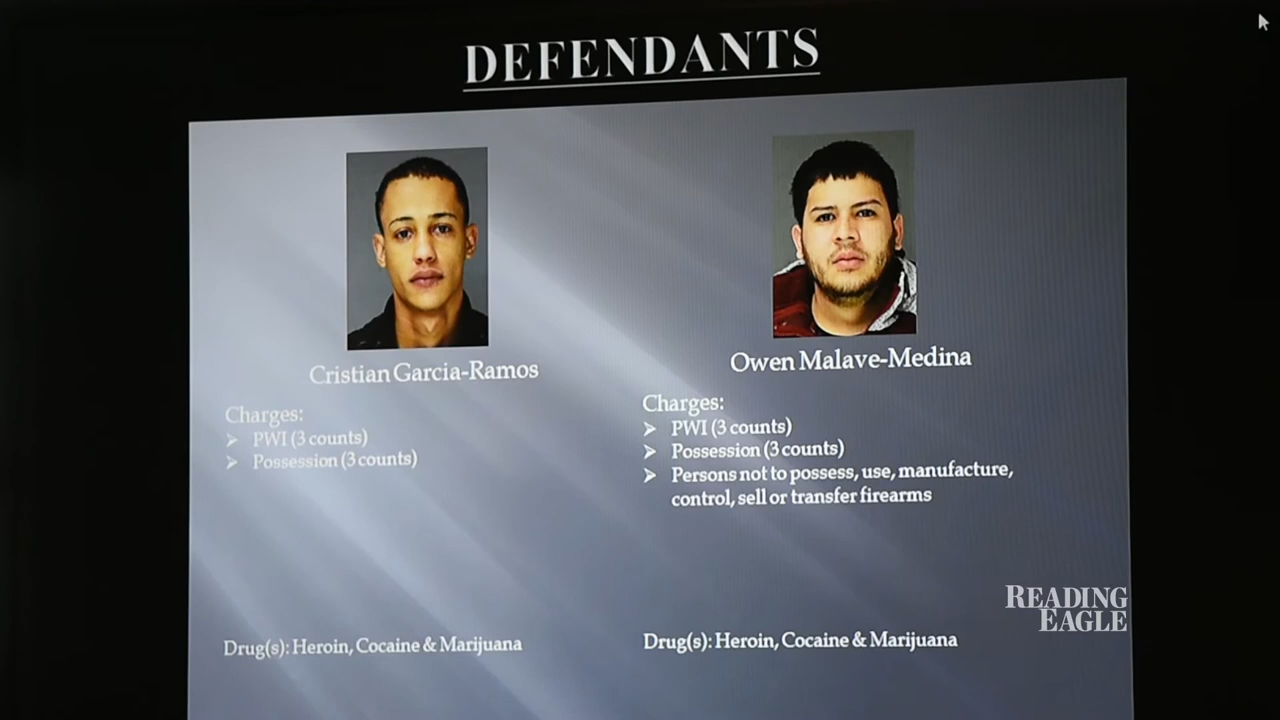 DEFENDANTS
Cristian Garcia-Ramos
Charges:
➢ PWI (3 counts)
➢ Possession (3 counts)
Drug(s): Heroin, Cocaine & Marijuana
Owen Malave-Medina
Charges:
➢ PWI (3 counts)
➢ Possession (3 counts)
➢ Persons not to possess, use, manufacture,
control, sell or transfer firearms
Drug(s): Heroin, Cocaine & Marijuana
READING
EAGLE